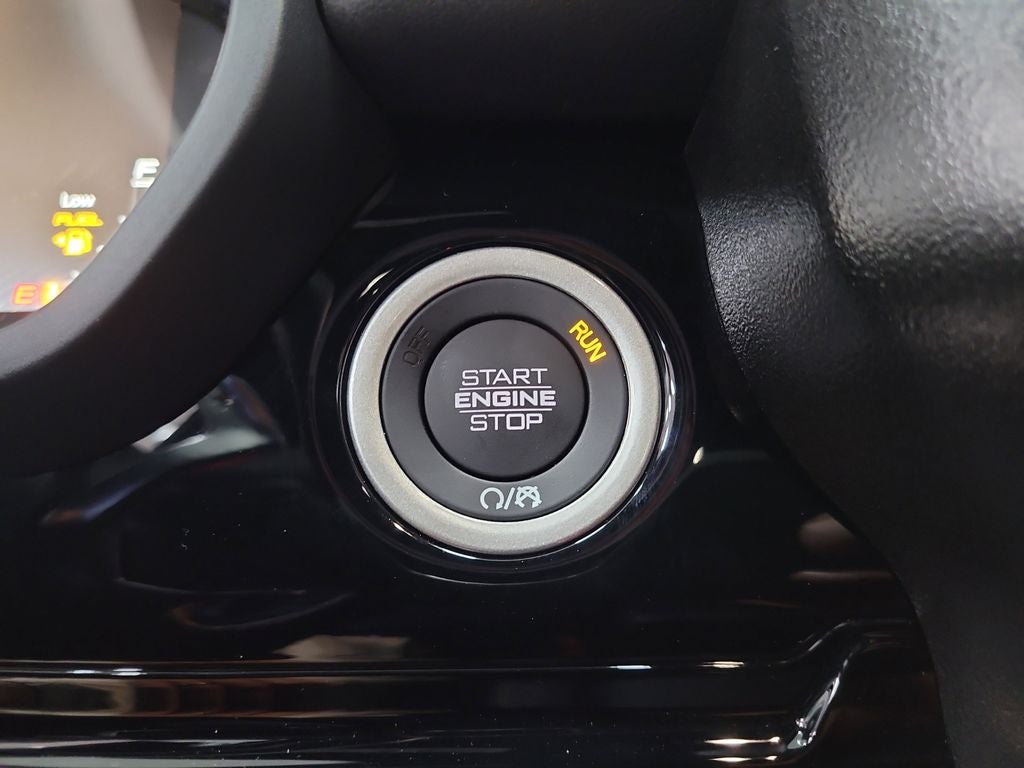 F
Low
FUEL
E
OFF
RUN
START
ENGINE
STOP